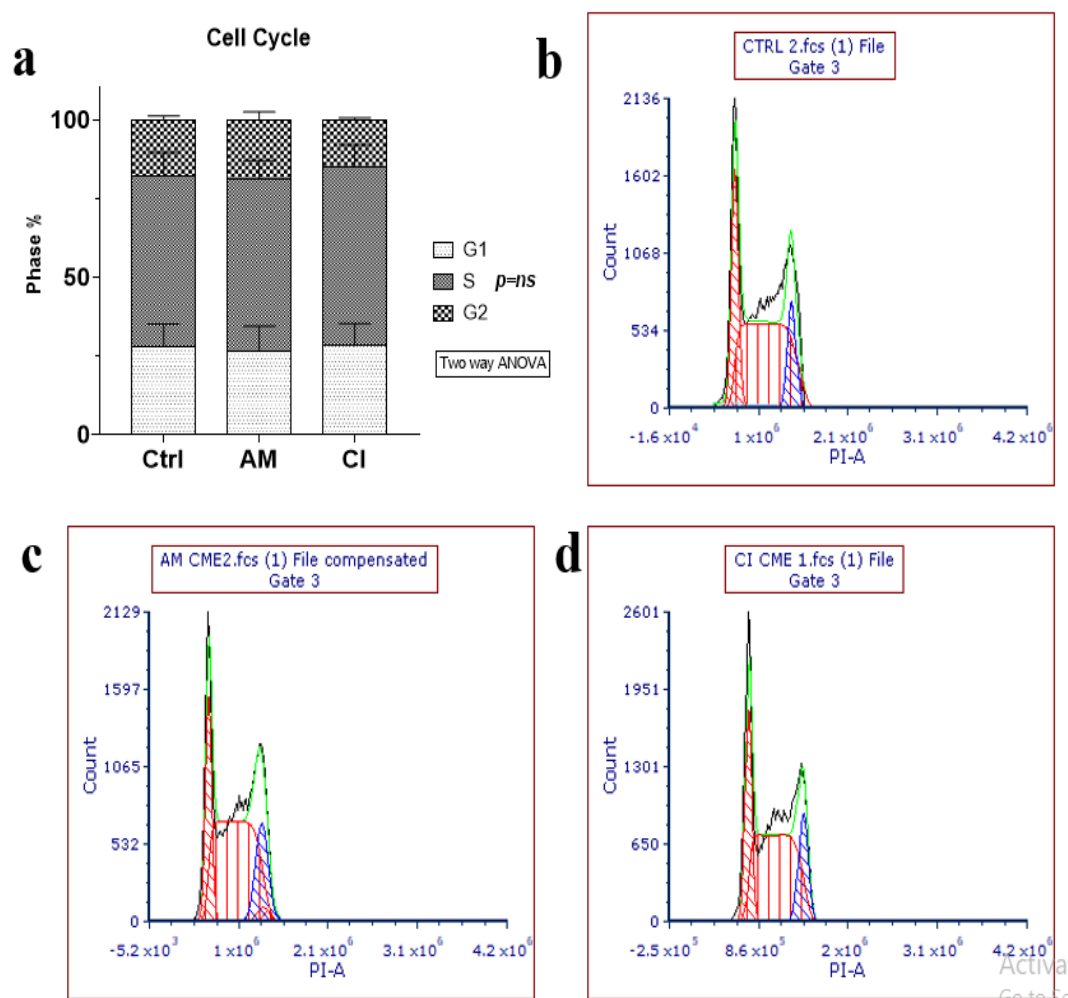 a
Cell Cycle
Phase %
100
50
0
Ctrl AM CI
G1
S p=ns
G2
Two way ANOVA
b
CTRL 2.fcs (1) File
Gate 3
Count
2136
1602
1068
534
0
-1.6 x10⁴ 1 x10⁶ 2.1 x10⁶ 3.1 x10⁶ 4.2 x10⁶
PI-A
c
AM CME2.fcs (1) File compensated
Gate 3
Count
2129
1597
1065
532
0
-5.2 x10³ 1 x10⁶ 2.1 x10⁶ 3.1 x10⁶ 4.2 x10⁶
PI-A
d
CI CME 1.fcs (1) File
Gate 3
Count
2601
1951
1301
650
0
-2.5 x10⁵ 8.6 x10⁵ 2 x10⁶ 3.1 x10⁶ 4.2 x10⁶
PI-A
Activa